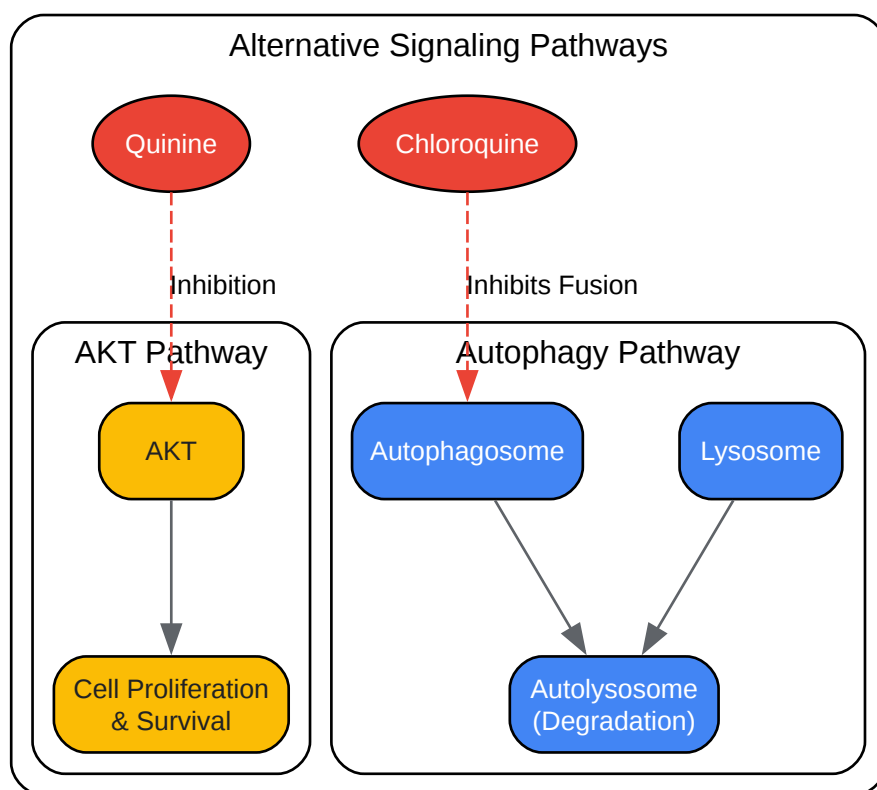 Alternative Signaling Pathways
Quinine
Chloroquine
Inhibition
Inhibits Fusion
AKT Pathway
Autophagy Pathway
AKT
Autophagosome
Lysosome
Cell Proliferation
& Survival
Autolysosome
(Degradation)